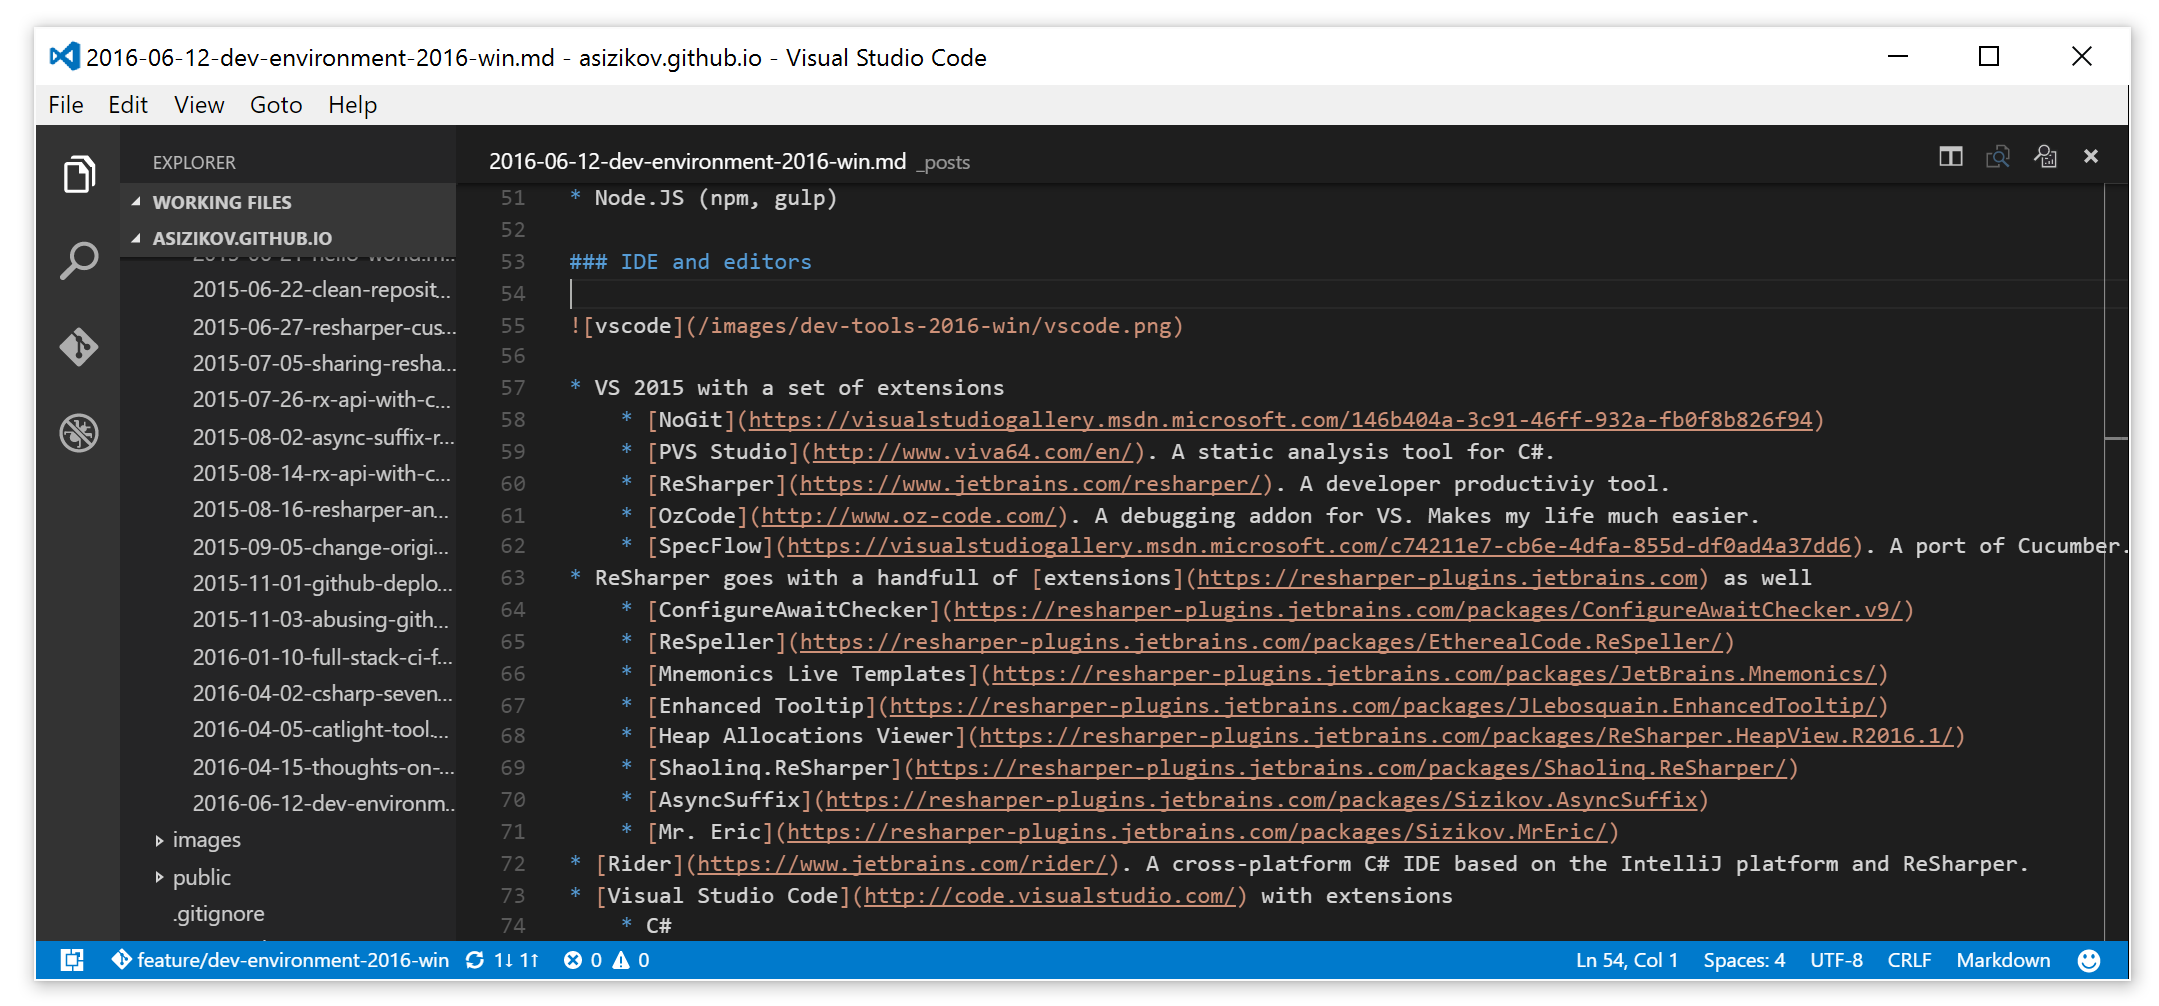 2016-06-12-dev-environment-2016-win.md - asizikov.github.io - Visual Studio Code
File Edit View Goto Help
EXPLORER
WORKING FILES
ASIZIKOV.GITHUB.IO
2015-06-22-clean-reposit...
2015-06-27-resharper-cus...
2015-07-05-sharing-resha...
2015-07-26-rx-api-with-c...
2015-08-02-async-suffix-r...
2015-08-14-rx-api-with-c...
2015-08-16-resharper-an...
2015-09-05-change-origi...
2015-11-01-github-deplo...
2015-11-03-abusing-gith...
2016-01-10-full-stack-ci-f...
2016-04-02-csharp-seven...
2016-04-05-catlight-tool....
2016-04-15-thoughts-on-...
2016-06-12-dev-environm...
images
public
.gitignore
2016-06-12-dev-environment-2016-win.md _posts
51 * Node.JS (npm, gulp)
52
53 ### IDE and editors
54
55 ![vscode](/images/dev-tools-2016-win/vscode.png)
56
57 * VS 2015 with a set of extensions
58 * [NoGit](https://visualstudiogallery.msdn.microsoft.com/146b404a-3c91-46ff-932a-fb0f8b826f94)
59 * [PVS Studio](http://www.viva64.com/en/). A static analysis tool for C#.
60 * [ReSharper](https://www.jetbrains.com/resharper/). A developer productiviy tool.
61 * [OzCode](http://www.oz-code.com/). A debugging addon for VS. Makes my life much easier.
62 * [SpecFlow](https://visualstudiogallery.msdn.microsoft.com/c74211e7-cb6e-4dfa-855d-df0ad4a37dd6). A port of Cucumber.
63 * ReSharper goes with a handfull of [extensions](https://resharper-plugins.jetbrains.com) as well
64 * [ConfigureAwaitChecker](https://resharper-plugins.jetbrains.com/packages/ConfigureAwaitChecker.v9/)
65 * [ReSpeller](https://resharper-plugins.jetbrains.com/packages/EtherealCode.ReSpeller/)
66 * [Mnemonics Live Templates](https://resharper-plugins.jetbrains.com/packages/JetBrains.Mnemonics/)
67 * [Enhanced Tooltip](https://resharper-plugins.jetbrains.com/packages/JLebosquain.EnhancedTooltip/)
68 * [Heap Allocations Viewer](https://resharper-plugins.jetbrains.com/packages/ReSharper.HeapView.R2016.1/)
69 * [Shaolinq.ReSharper](https://resharper-plugins.jetbrains.com/packages/Shaolinq.ReSharper/)
70 * [AsyncSuffix](https://resharper-plugins.jetbrains.com/packages/Sizikov.AsyncSuffix)
71 * [Mr. Eric](https://resharper-plugins.jetbrains.com/packages/Sizikov.MrEric/)
72 * [Rider](https://www.jetbrains.com/rider/). A cross-platform C# IDE based on the IntelliJ platform and ReSharper.
73 * [Visual Studio Code](http://code.visualstudio.com/) with extensions
74 * C#
feature/dev-environment-2016-win 1↓ 1↑ 0 0 Ln 54, Col 1 Spaces: 4 UTF-8 CRLF Markdown